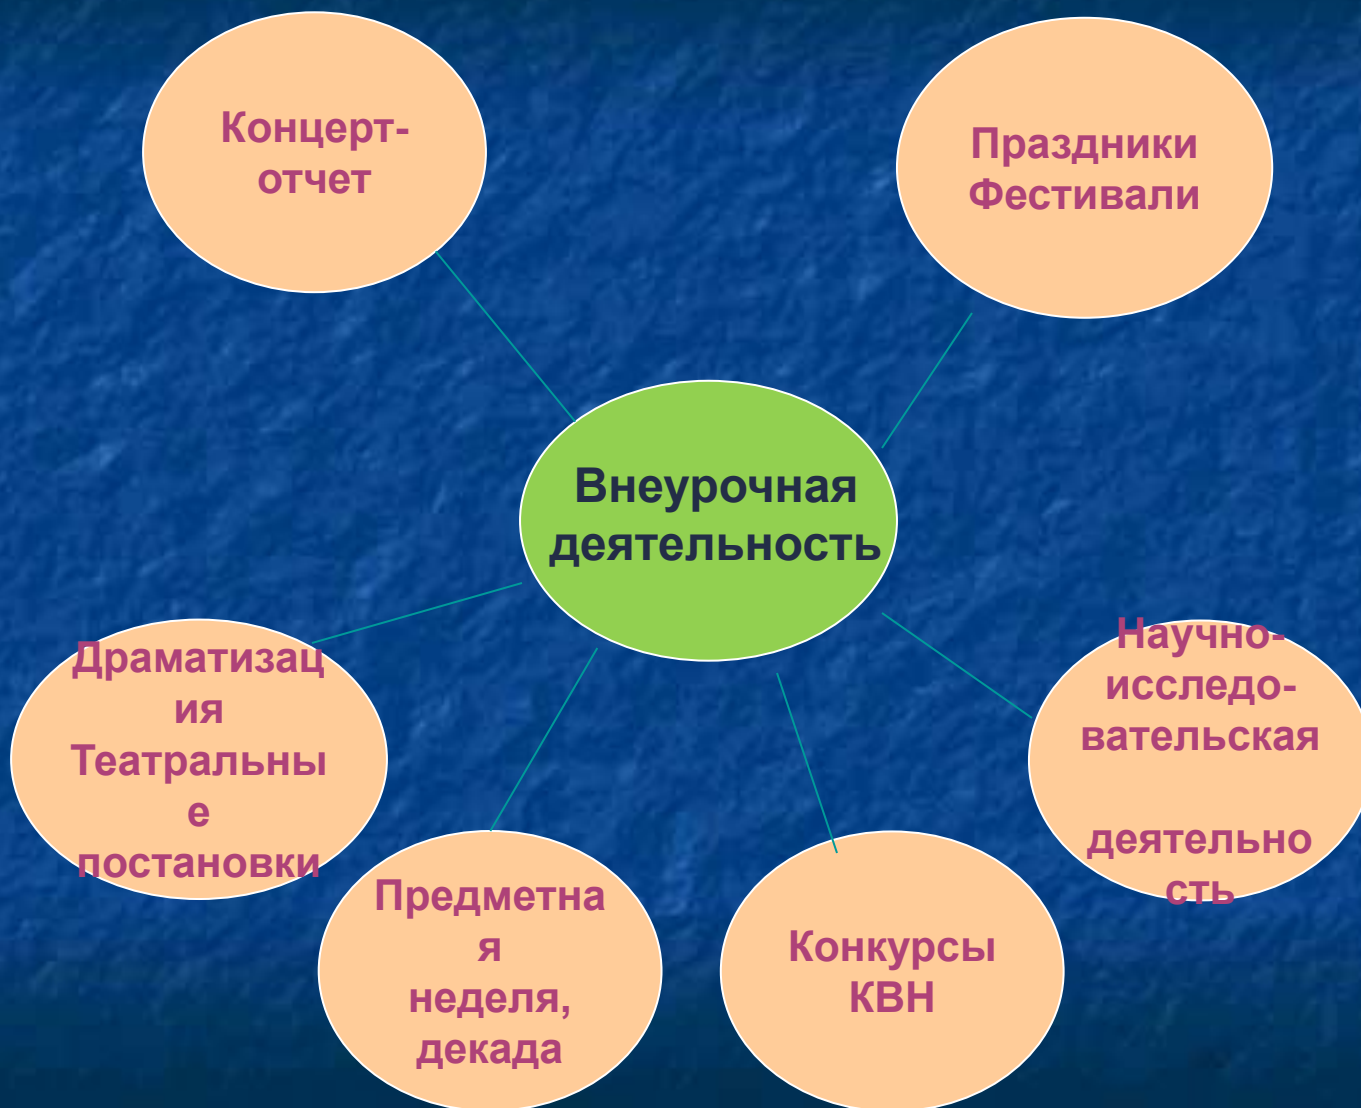 Концерт-
отчет
Праздники
Фестивали
Внеурочная
деятельность
Драматизац
ия
Театральны
е
постановки
Предметна
я
неделя,
декада
Конкурсы
КВН
Научно-
исследо-
вательская
деятельно
сть